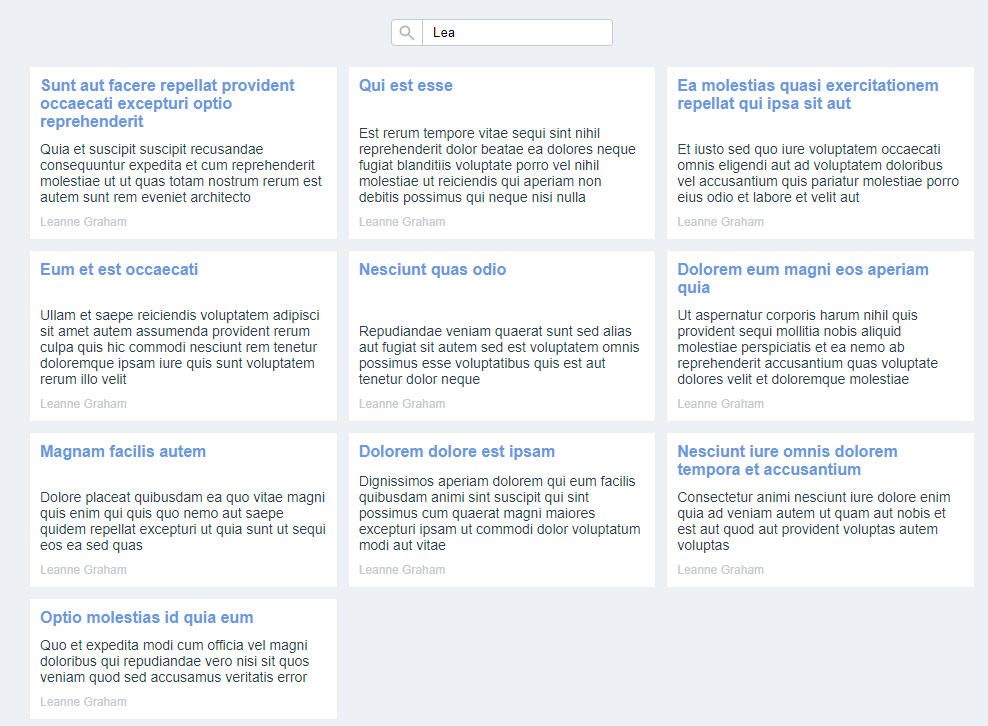 Lea
Sunt aut facere repellat provident
occaecati excepturi optio
reprehenderit
Quia et suscipit suscipit recusandae
consequuntur expedita et cum reprehenderit
molestiae ut ut quas totam nostrum rerum est
autem sunt rem eveniet architecto
Leanne Graham
Qui est esse
Est rerum tempore vitae sequi sint nihil
reprehenderit dolor beatae ea dolores neque
fugiat blanditiis voluptate porro vel nihil
molestiae ut reiciendis qui aperiam non
debitis possimus qui neque nisi nulla
Leanne Graham
Ea molestias quasi exercitationem
repellat qui ipsa sit aut
Et iusto sed quo iure voluptatem occaecati
omnis eligendi aut ad voluptatem doloribus
vel accusantium quis pariatur molestiae porro
eius odio et labore et velit aut
Leanne Graham
Eum et est occaecati
Ullam et saepe reiciendis voluptatem adipisci
sit amet autem assumenda provident rerum
culpa quis hic commodi nesciunt rem tenetur
doloremque ipsam iure quis sunt voluptatem
rerum illo velit
Leanne Graham
Nesciunt quas odio
Repudiandae veniam quaerat sunt sed alias
aut fugiat sit autem sed est voluptatem omnis
possimus esse voluptatibus quis est aut
tenetur dolor neque
Leanne Graham
Dolorem eum magni eos aperiam
quia
Ut aspernatur corporis harum nihil quis
provident sequi mollitia nobis aliquid
molestiae perspiciatis et ea nemo ab
reprehenderit accusantium quas voluptate
dolores velit et doloremque molestiae
Leanne Graham
Magnam facilis autem
Dolore placeat quibusdam ea quo vitae magni
quis enim qui quis quo nemo aut saepe
quidem repellat excepturi ut quia sunt ut sequi
eos ea sed quas
Leanne Graham
Dolorem dolore est ipsam
Dignissimos aperiam dolorem qui eum facilis
quibusdam animi sint suscipit qui sint
possimus cum quaerat magni maiores
excepturi ipsam ut commodi dolor voluptatum
modi aut vitae
Leanne Graham
Nesciunt iure omnis dolorem
tempora et accusantium
Consectetur animi nesciunt iure dolore enim
quia ad veniam autem ut quam aut nobis et
est aut quod aut provident voluptas autem
voluptas
Leanne Graham
Optio molestias id quia eum
Quo et expedita modi cum officia vel magni
doloribus qui repudiandae vero nisi sit quos
veniam quod sed accusamus veritatis error
Leanne Graham